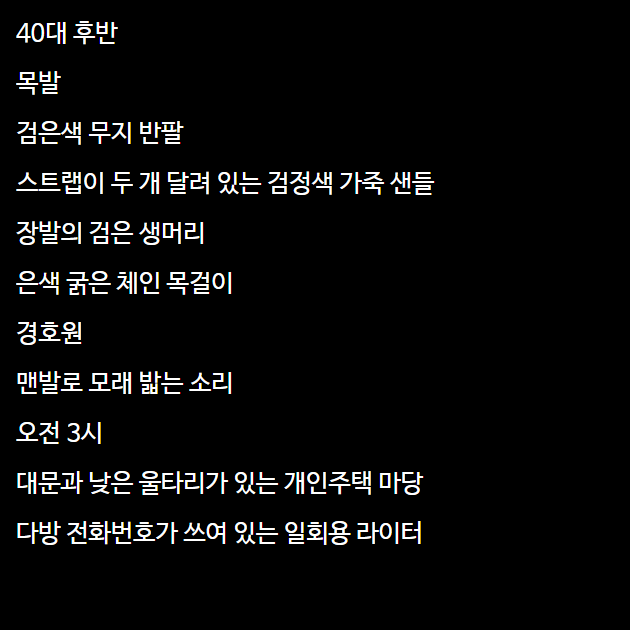 40대 후반
목발
검은색 무지 반팔
스트랩이 두 개 달려 있는 검정색 가죽 샌들
장발의 검은 생머리
은색 굵은 체인 목걸이
경호원
맨발로 모래 밟는 소리
오전 3시
대문과 낮은 울타리가 있는 개인주택 마당
다방 전화번호가 쓰여 있는 일회용 라이터